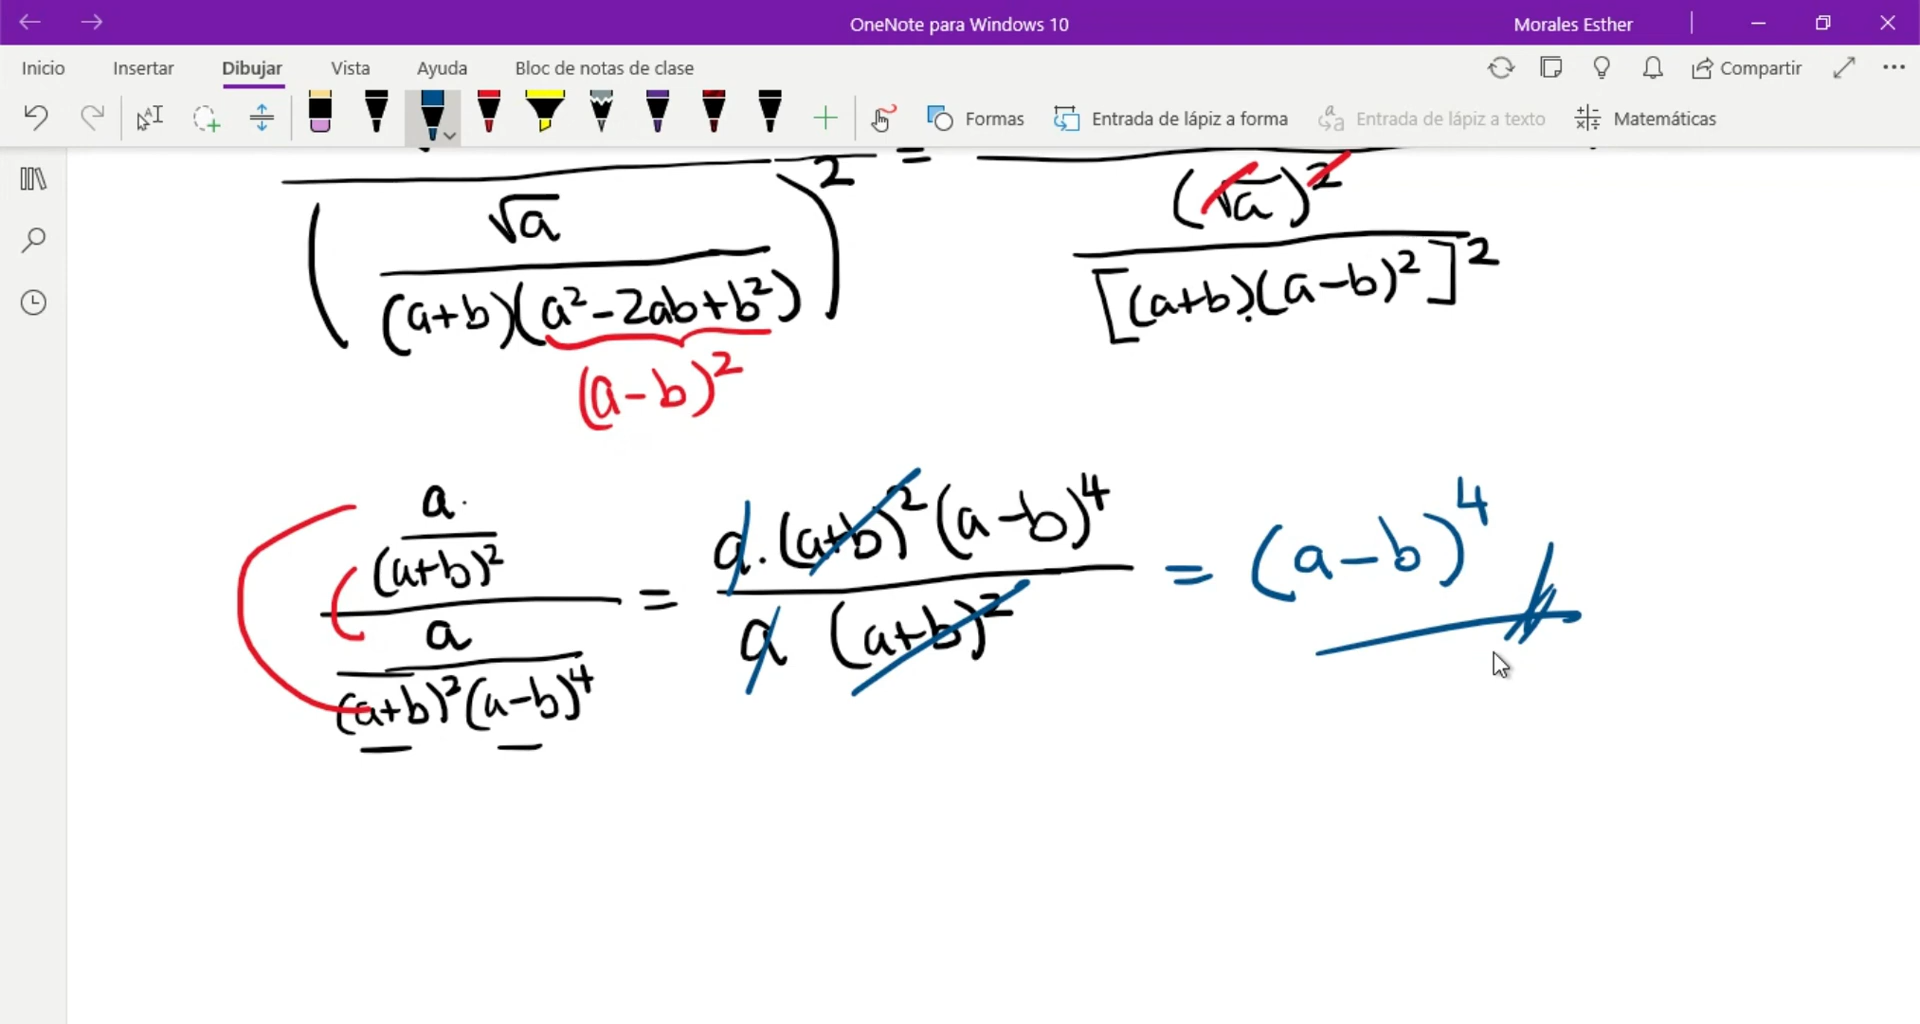 OneNote para Windows 10
Morales Esther
Inicio Insertar Dibujar Vista Ayuda Bloc de notas de clase
Compartir
Formas Entrada de lápiz a forma Entrada de lápiz a texto Matemáticas
2 =
√a
(a+b)(a²-2ab+b²)
(a-b)²
(√a)²
[(a+b)(a-b)²]²
a.
(a+b)²
a
(a+b)²(a-b)⁴
=
a.(a+b)²(a-b)⁴
a (a+b)²
= (a-b)⁴